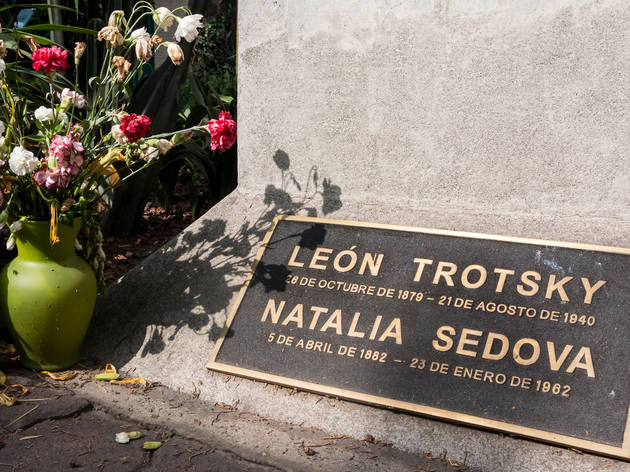 LEÓN TROTSKY
26 DE OCTUBRE DE 1879 – 21 DE AGOSTO DE 1940
NATALIA SEDOVA
5 DE ABRIL DE 1882 – 23 DE ENERO DE 1962